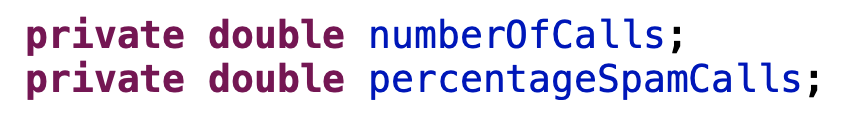 private double numberOfCalls;
private double percentageSpamCalls;